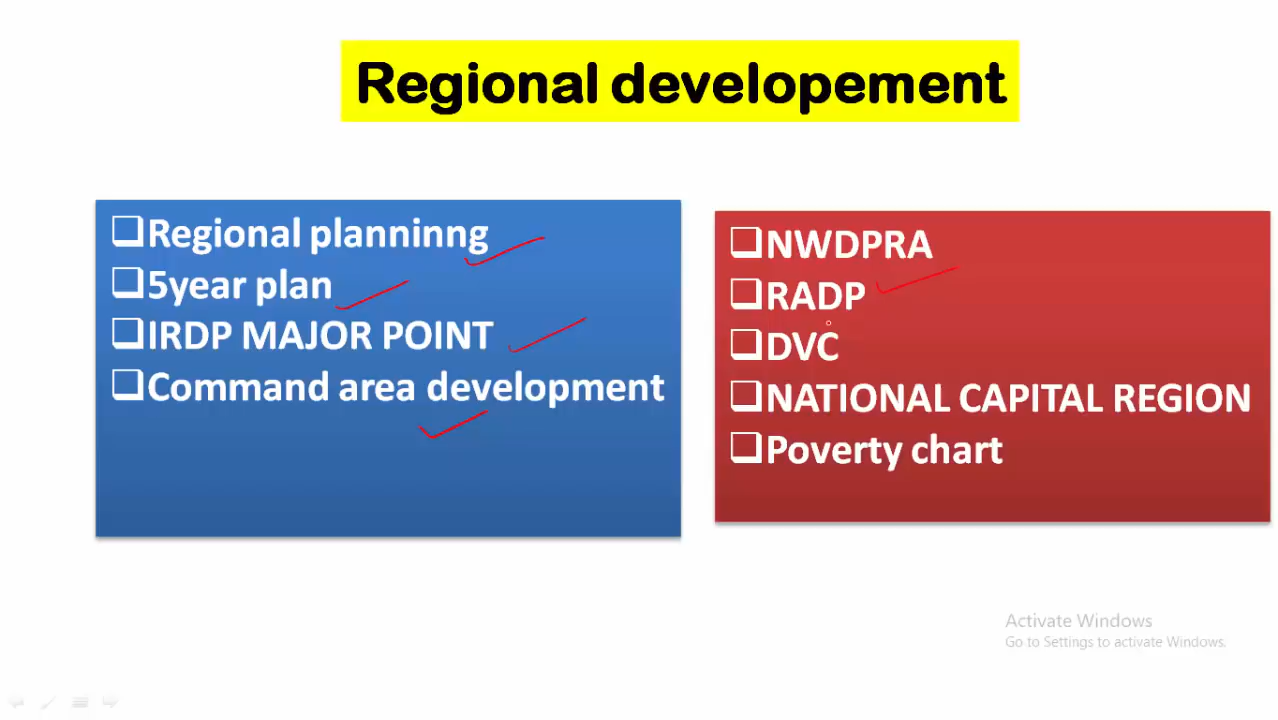 Regional developement
Regional planninng
5year plan
IRDP MAJOR POINT
Command area development
NWDPRA
RADP
DVC
NATIONAL CAPITAL REGION
Poverty chart
Activate Windows
Go to Settings to activate Windows.